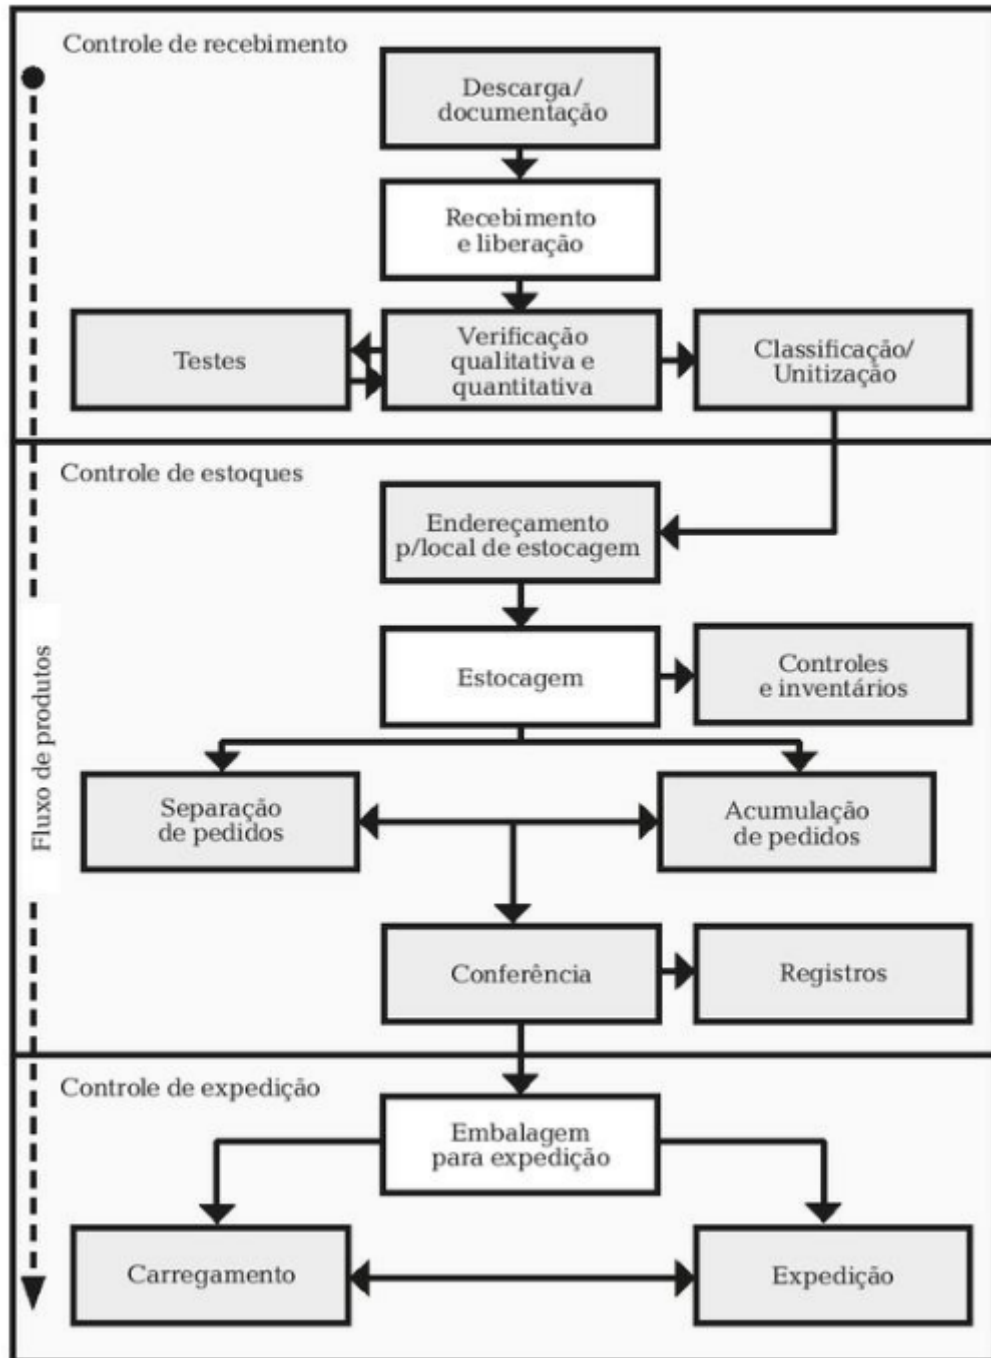 Controle de recebimento
Descarga/
documentação
Recebimento
e liberação
Testes
Verificação
qualitativa e
quantitativa
Classificação/
Unitização
Controle de estoques
Endereçamento
p/local de estocagem
Estocagem
Controles
e inventários
Fluxo de produtos
Separação
de pedidos
Acumulação
de pedidos
Conferência
Registros
Controle de expedição
Embalagem
para expedição
Carregamento
Expedição